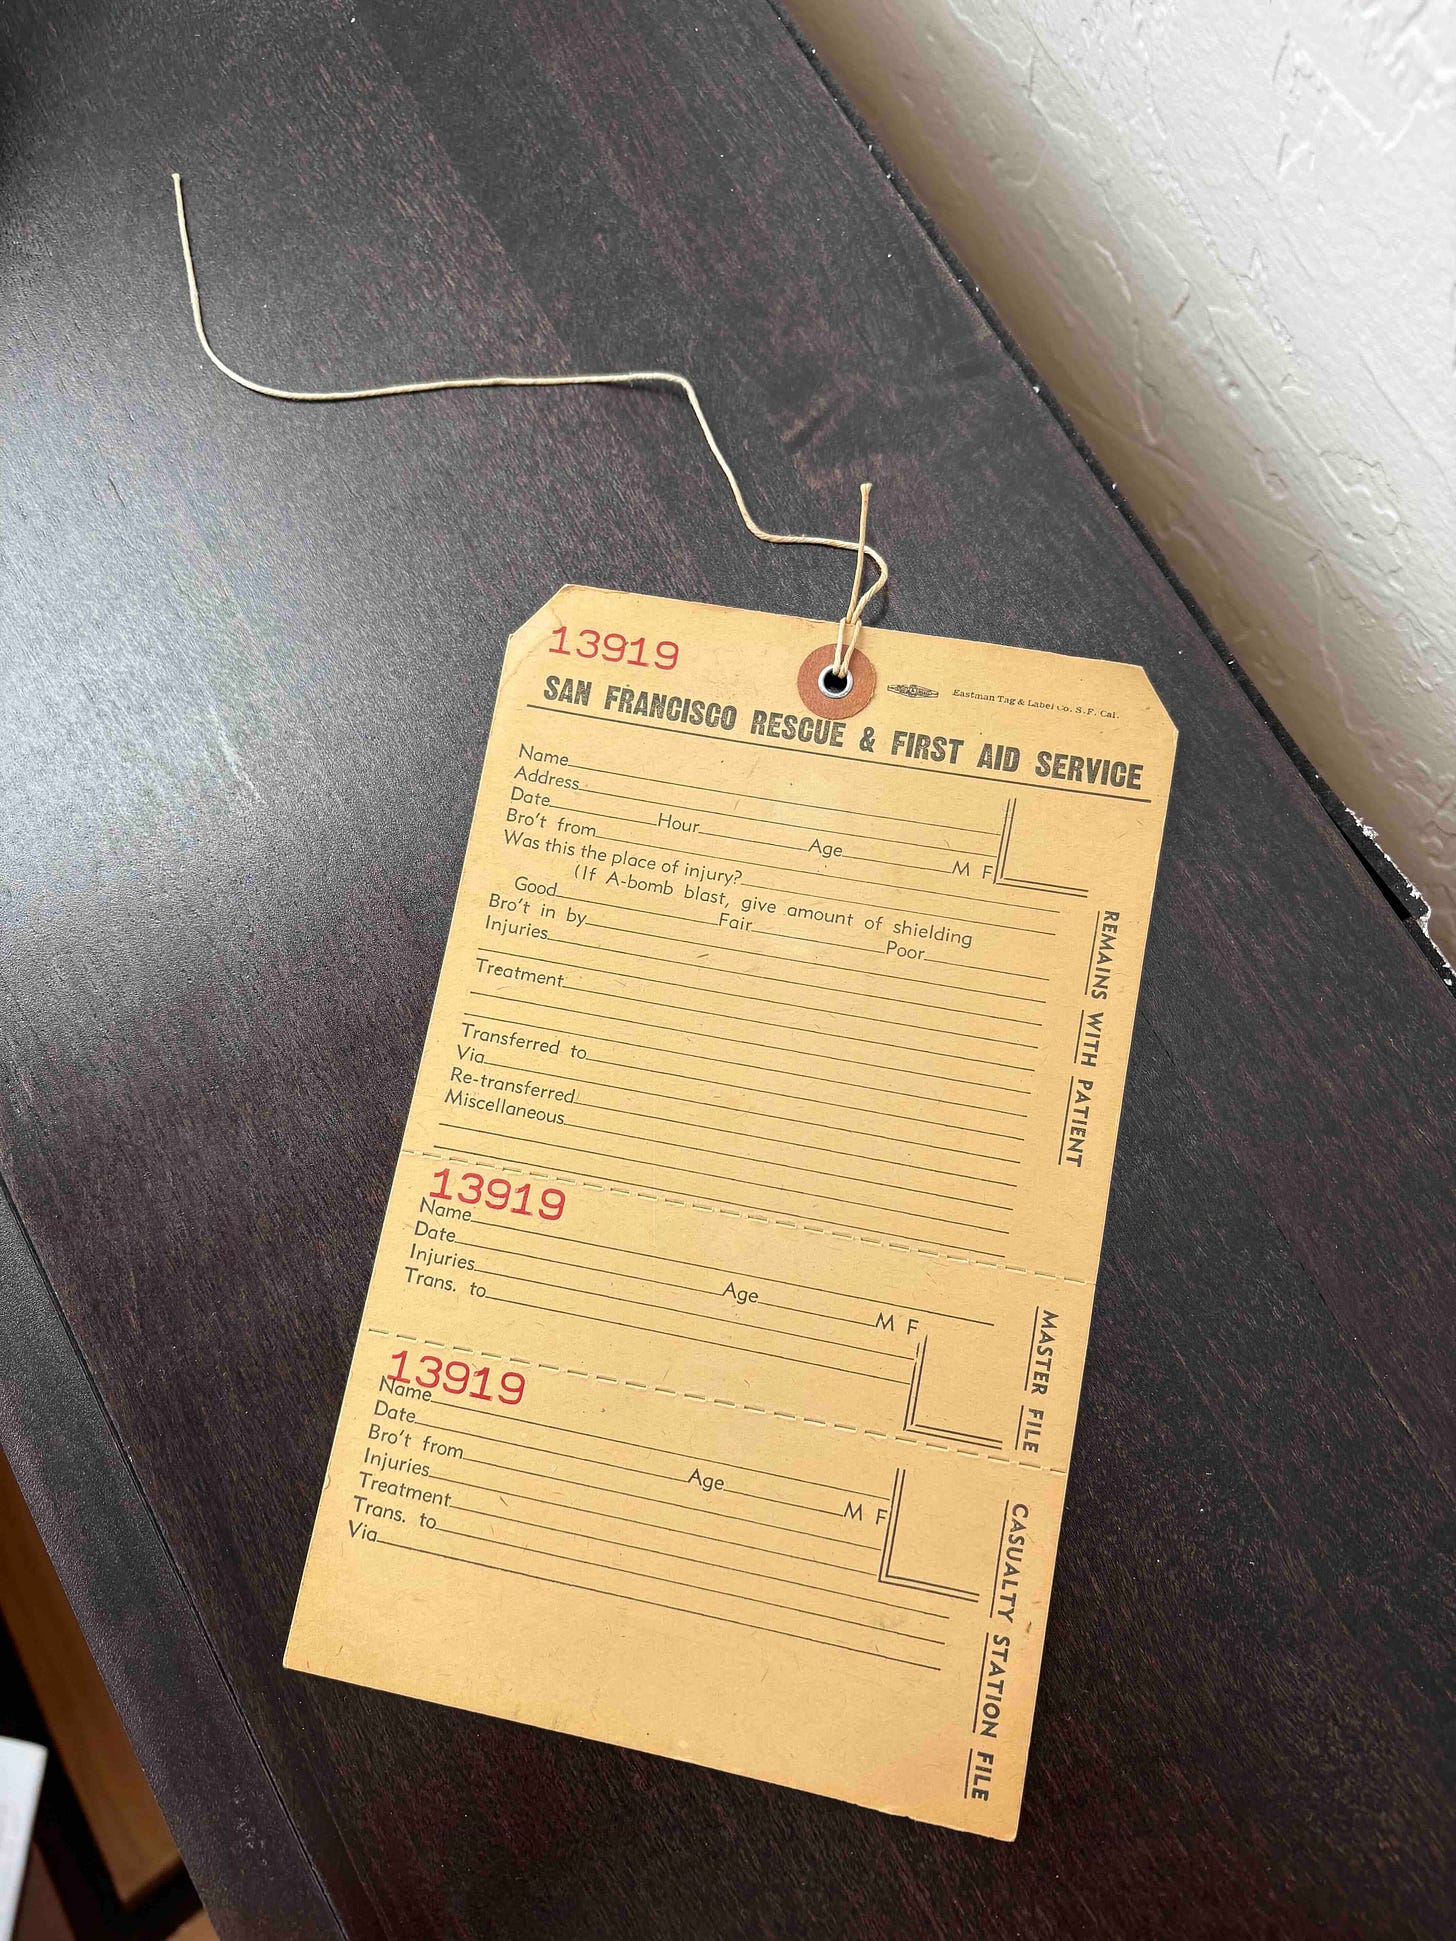 13919
Eastman Tag & Label Co. S.F. Cal.
SAN FRANCISCO RESCUE & FIRST AID SERVICE
Name
Address
Date Hour Age M F
Bro't from
Was this the place of injury?
(If A-bomb blast, give amount of shielding
Good Fair Poor
Bro't in by
Injuries
Treatment
Transferred to
Via
Re-transferred
Miscellaneous
REMAINS WITH PATIENT
13919
Name
Date Age M F
Injuries
Trans. to
MASTER FILE
13919
Name
Date Age M F
Bro't from
Injuries
Treatment
Trans. to
Via
CASUALTY STATION FILE